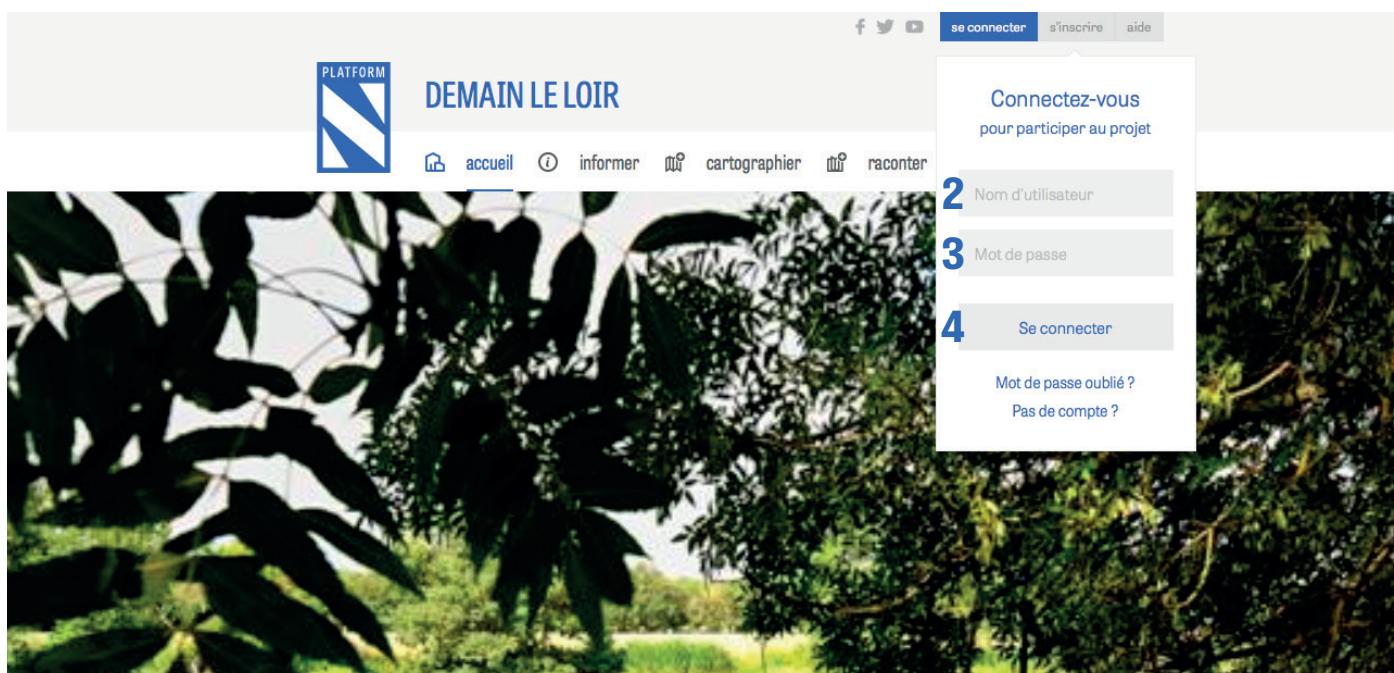 se connecter s'inscrire aide
PLATFORM
DEMAIN LE LOIR
accueil informer cartographier raconter
Connectez-vous
pour participer au projet
2 Nom d'utilisateur
3 Mot de passe
4 Se connecter
Mot de passe oublié ?
Pas de compte ?